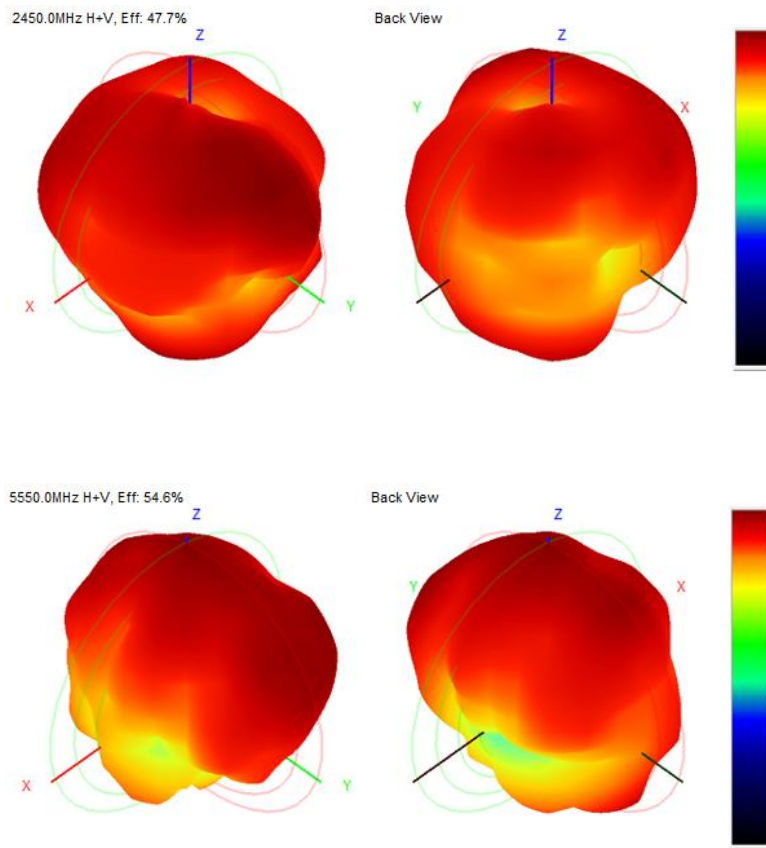 2450.0MHz H+V, Eff: 47.7%
Back View
Z
Z
Y
X
X
Y
5550.0MHz H+V, Eff: 54.6%
Back View
Z
Z
Y
X
X
Y